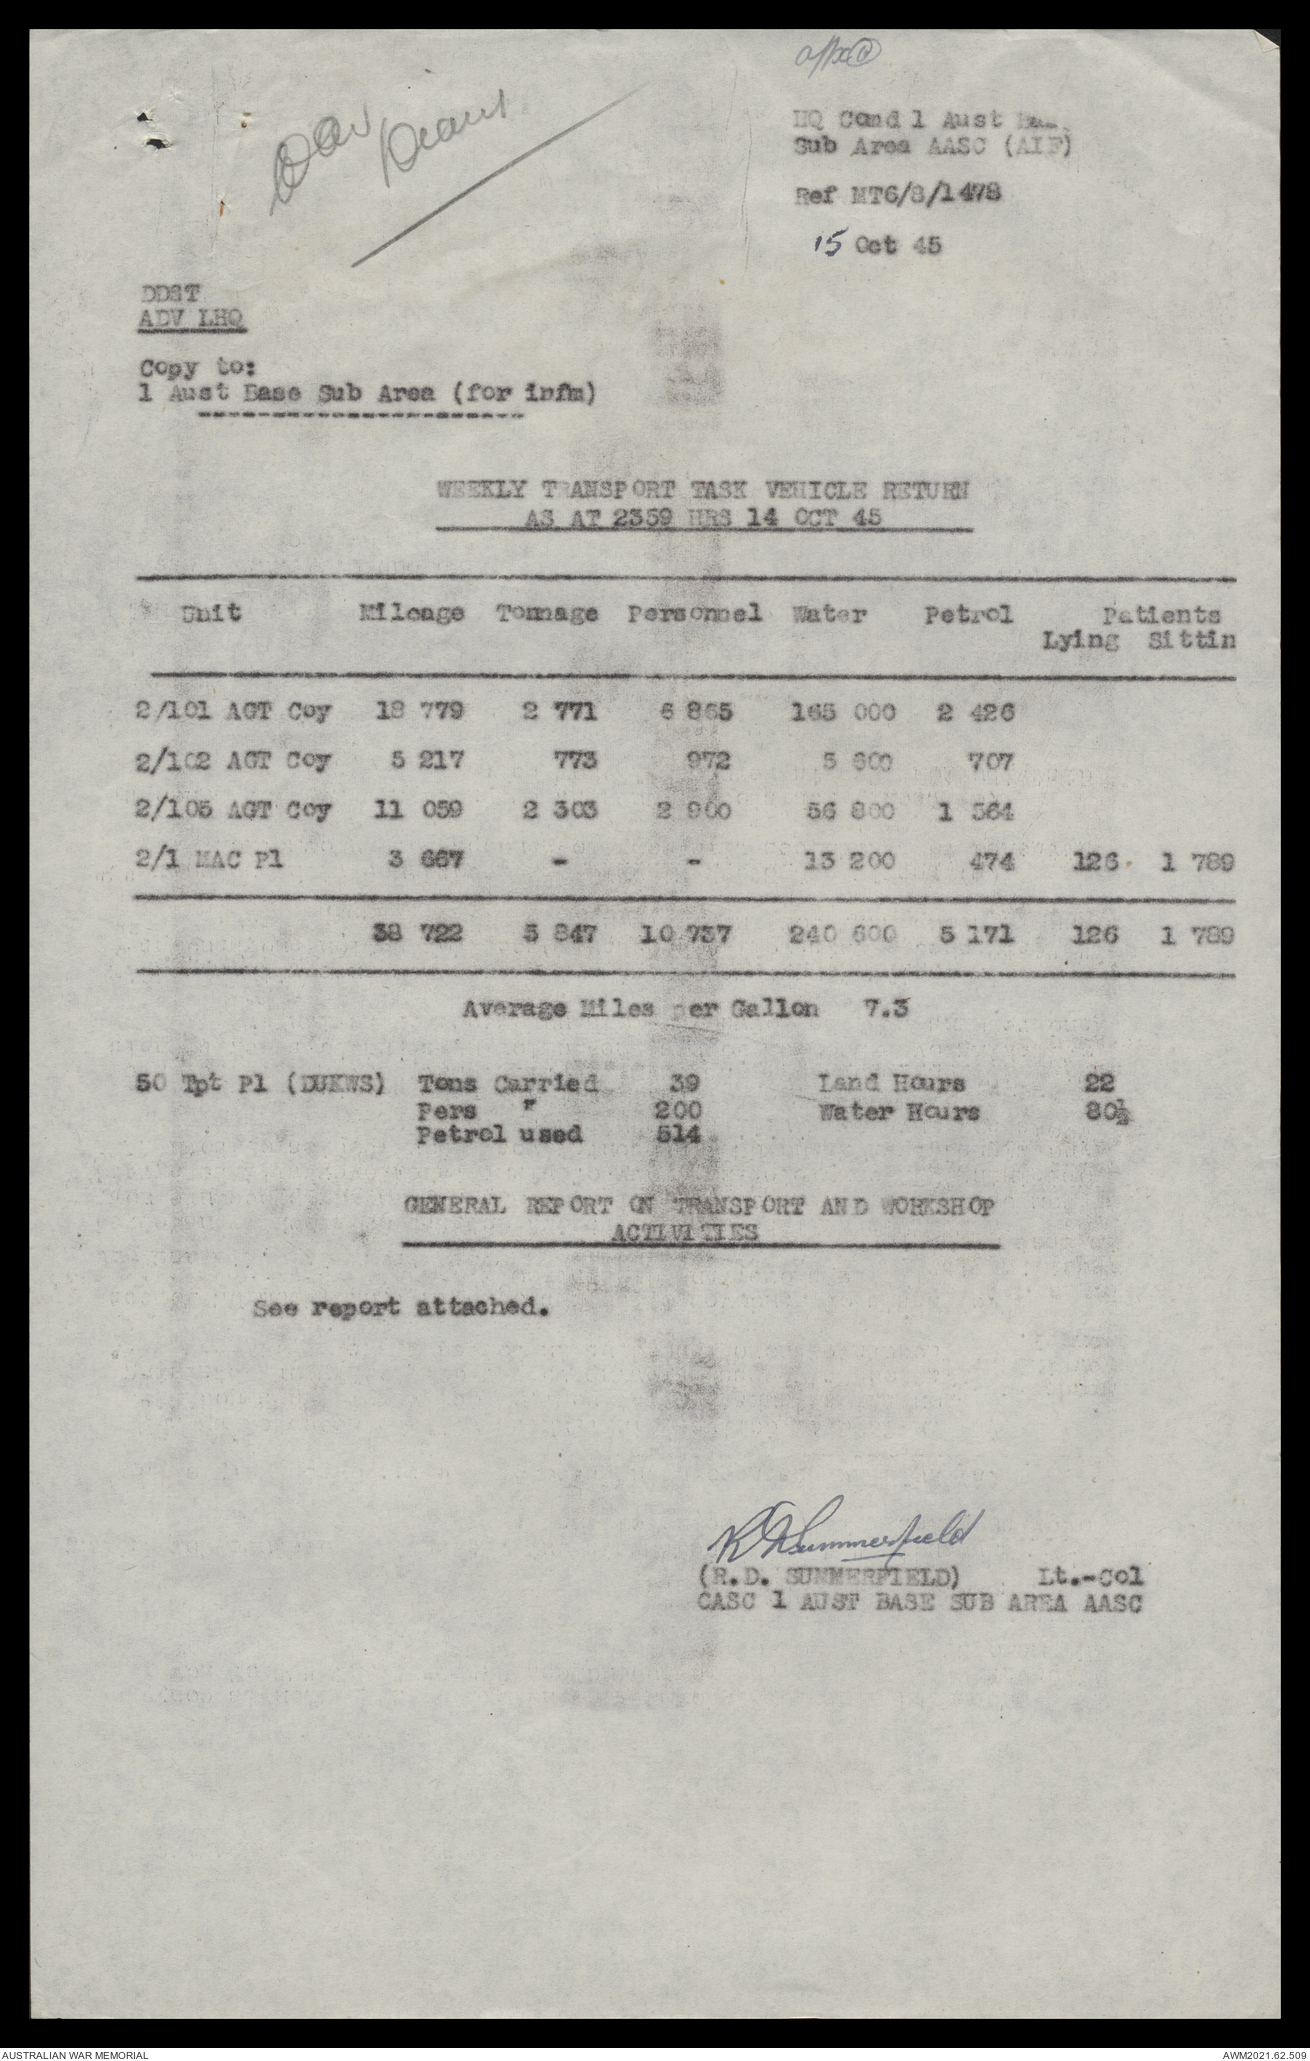 HQ Comd 1 Aust Bas
Sub Area AASC (AIF)
Ref MT6/8/1478
15 Oct 45
DDST
ADV LHQ
Copy to:
1 Aust Base Sub Area (for infm)
WEEKLY TRANSPORT TASK VEHICLE RETURN
AS AT 2359 HRS 14 OCT 45
Unit Mileage Tonnage Personnel Water Petrol Patients
Lying Sittin
2/101 AGT Coy 18 779 2 771 6 865 165 000 2 426
2/102 AGT Coy 5 217 773 972 5 600 707
2/105 AGT Coy 11 059 2 303 2 900 56 800 1 564
2/1 MAC Pl 3 667 - - 13 200 474 126 1 789
38 722 5 847 10 737 240 600 5 171 126 1 789
Average Miles per Gallon 7.3
50 Tpt Pl (DUKWS) Tons Carried 39 Land Hours 22
Pers " 200 Water Hours 80½
Petrol used 514
GENERAL REPORT ON TRANSPORT AND WORKSHOP
ACTIVITIES
See report attached.
R D Summerfield
(R.D. SUMMERFIELD) Lt.-Col
CASC 1 AUST BASE SUB AREA AASC
AUSTRALIAN WAR MEMORIAL AWM2021.62.509